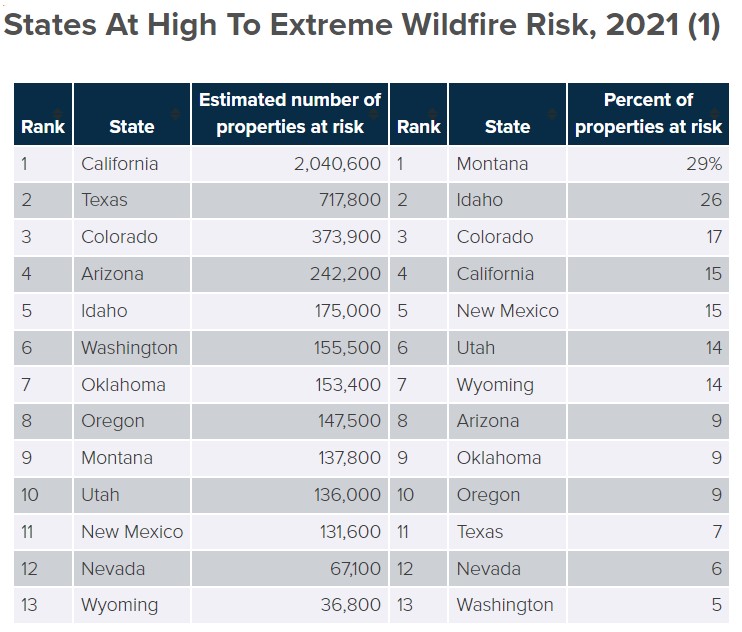 States At High To Extreme Wildfire Risk, 2021 (1)
Rank State Estimated number of properties at risk Rank State Percent of properties at risk
1 California 2,040,600 1 Montana 29%
2 Texas 717,800 2 Idaho 26
3 Colorado 373,900 3 Colorado 17
4 Arizona 242,200 4 California 15
5 Idaho 175,000 5 New Mexico 15
6 Washington 155,500 6 Utah 14
7 Oklahoma 153,400 7 Wyoming 14
8 Oregon 147,500 8 Arizona 9
9 Montana 137,800 9 Oklahoma 9
10 Utah 136,000 10 Oregon 9
11 New Mexico 131,600 11 Texas 7
12 Nevada 67,100 12 Nevada 6
13 Wyoming 36,800 13 Washington 5